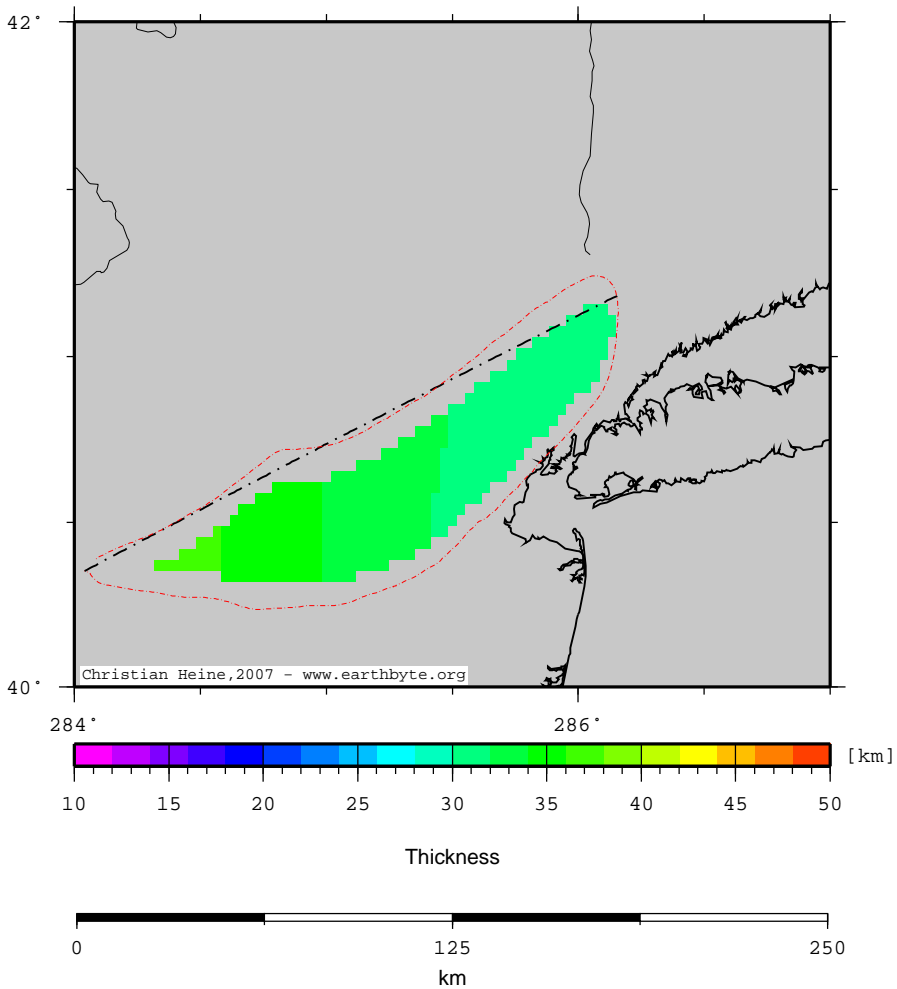 42°
Christian Heine,2007 - www.earthbyte.org
40°
284° 286°
[km]
10 15 20 25 30 35 40 45 50
Thickness
0 125 250
km